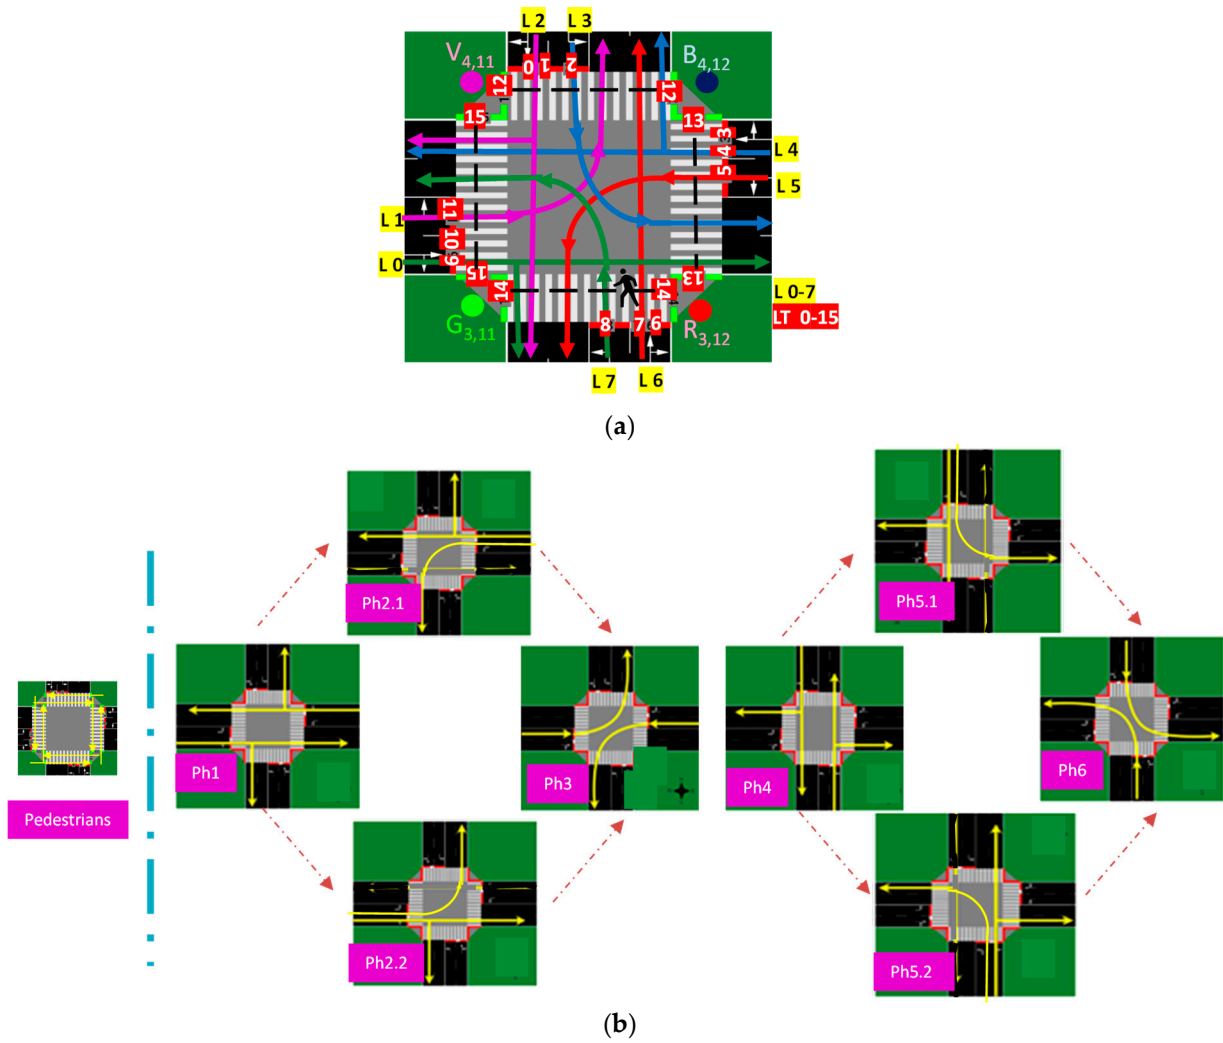 L 2
L 3
V4,11
B4,12
0
1
2
12
12
15
13
3
4
5
L 4
L 5
L 1
11
10
9
L 0
15
13
14
14
L 0-7
LT 0-15
G3,11
R3,12
8
7
6
L 7
L 6
(a)
Ph2.1
Ph5.1
Ph1
Ph3
Ph4
Ph6
Pedestrians
Ph2.2
Ph5.2
(b)